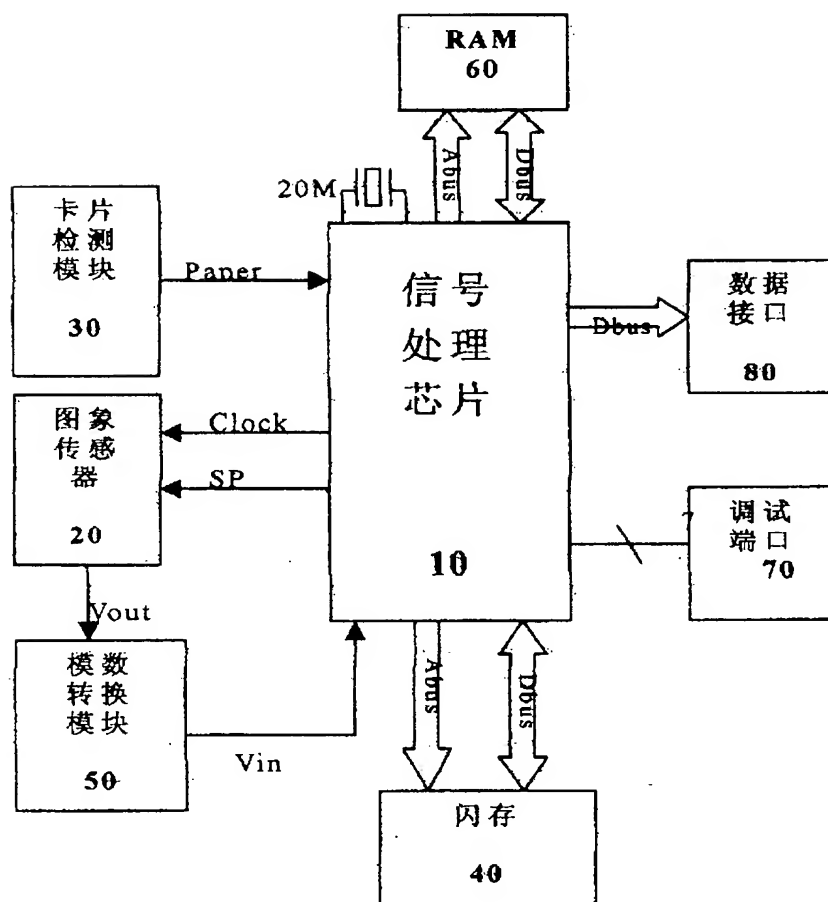 RAM
60
Abus
Dbus
20M
卡片
检测
模块
30
Paner
信号
处理
芯片
10
数据
接口
80
Dbus
图象
传感
器
20
Clock
SP
7
调试
端口
70
Vout
模数
转换
模块
50
Vin
Abus
Dbus
闪存
40